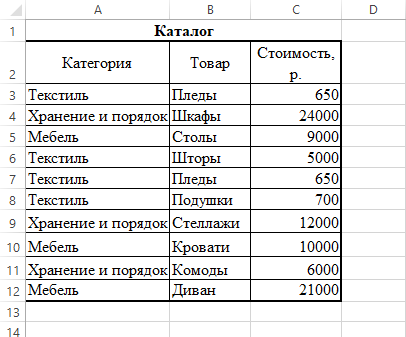 A B C D
1 Каталог
2 Категория Товар Стоимость, р.
3 Текстиль Пледы 650
4 Хранение и порядок Шкафы 24000
5 Мебель Столы 9000
6 Текстиль Шторы 5000
7 Текстиль Пледы 650
8 Текстиль Подушки 700
9 Хранение и порядок Стеллажи 12000
10 Мебель Кровати 10000
11 Хранение и порядок Комоды 6000
12 Мебель Диван 21000
13
14